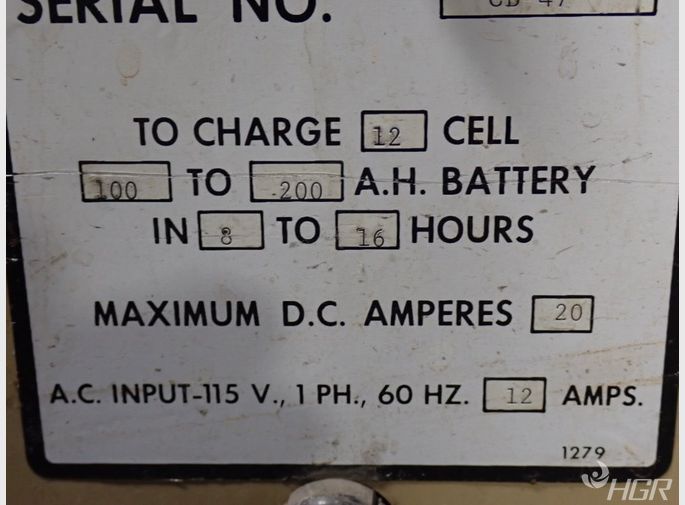 SERIAL NO.
TO CHARGE 12 CELL
100 TO 200 A.H. BATTERY
IN 8 TO 16 HOURS
MAXIMUM D.C. AMPERES 20
A.C. INPUT-115 V., 1 PH., 60 HZ. 12 AMPS.
1279
HGR